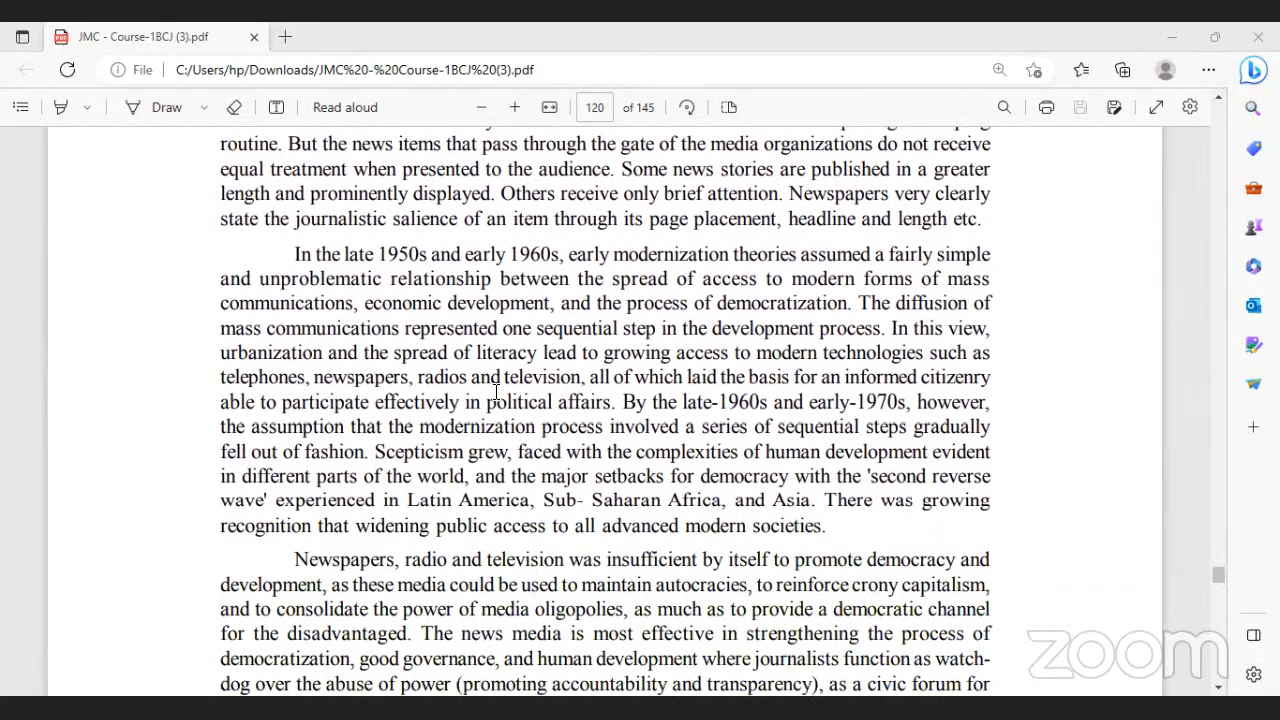 JMC - Course-1BCJ (3).pdf
File C:/Users/hp/Downloads/JMC%20-%20Course-1BCJ%20(3).pdf
Draw Read aloud 120 of 145
routine. But the news items that pass through the gate of the media organizations do not receive
equal treatment when presented to the audience. Some news stories are published in a greater
length and prominently displayed. Others receive only brief attention. Newspapers very clearly
state the journalistic salience of an item through its page placement, headline and length etc.
In the late 1950s and early 1960s, early modernization theories assumed a fairly simple
and unproblematic relationship between the spread of access to modern forms of mass
communications, economic development, and the process of democratization. The diffusion of
mass communications represented one sequential step in the development process. In this view,
urbanization and the spread of literacy lead to growing access to modern technologies such as
telephones, newspapers, radios and television, all of which laid the basis for an informed citizenry
able to participate effectively in political affairs. By the late-1960s and early-1970s, however,
the assumption that the modernization process involved a series of sequential steps gradually
fell out of fashion. Scepticism grew, faced with the complexities of human development evident
in different parts of the world, and the major setbacks for democracy with the 'second reverse
wave' experienced in Latin America, Sub- Saharan Africa, and Asia. There was growing
recognition that widening public access to all advanced modern societies.
Newspapers, radio and television was insufficient by itself to promote democracy and
development, as these media could be used to maintain autocracies, to reinforce crony capitalism,
and to consolidate the power of media oligopolies, as much as to provide a democratic channel
for the disadvantaged. The news media is most effective in strengthening the process of
democratization, good governance, and human development where journalists function as watch-
dog over the abuse of power (promoting accountability and transparency), as a civic forum for
zoom